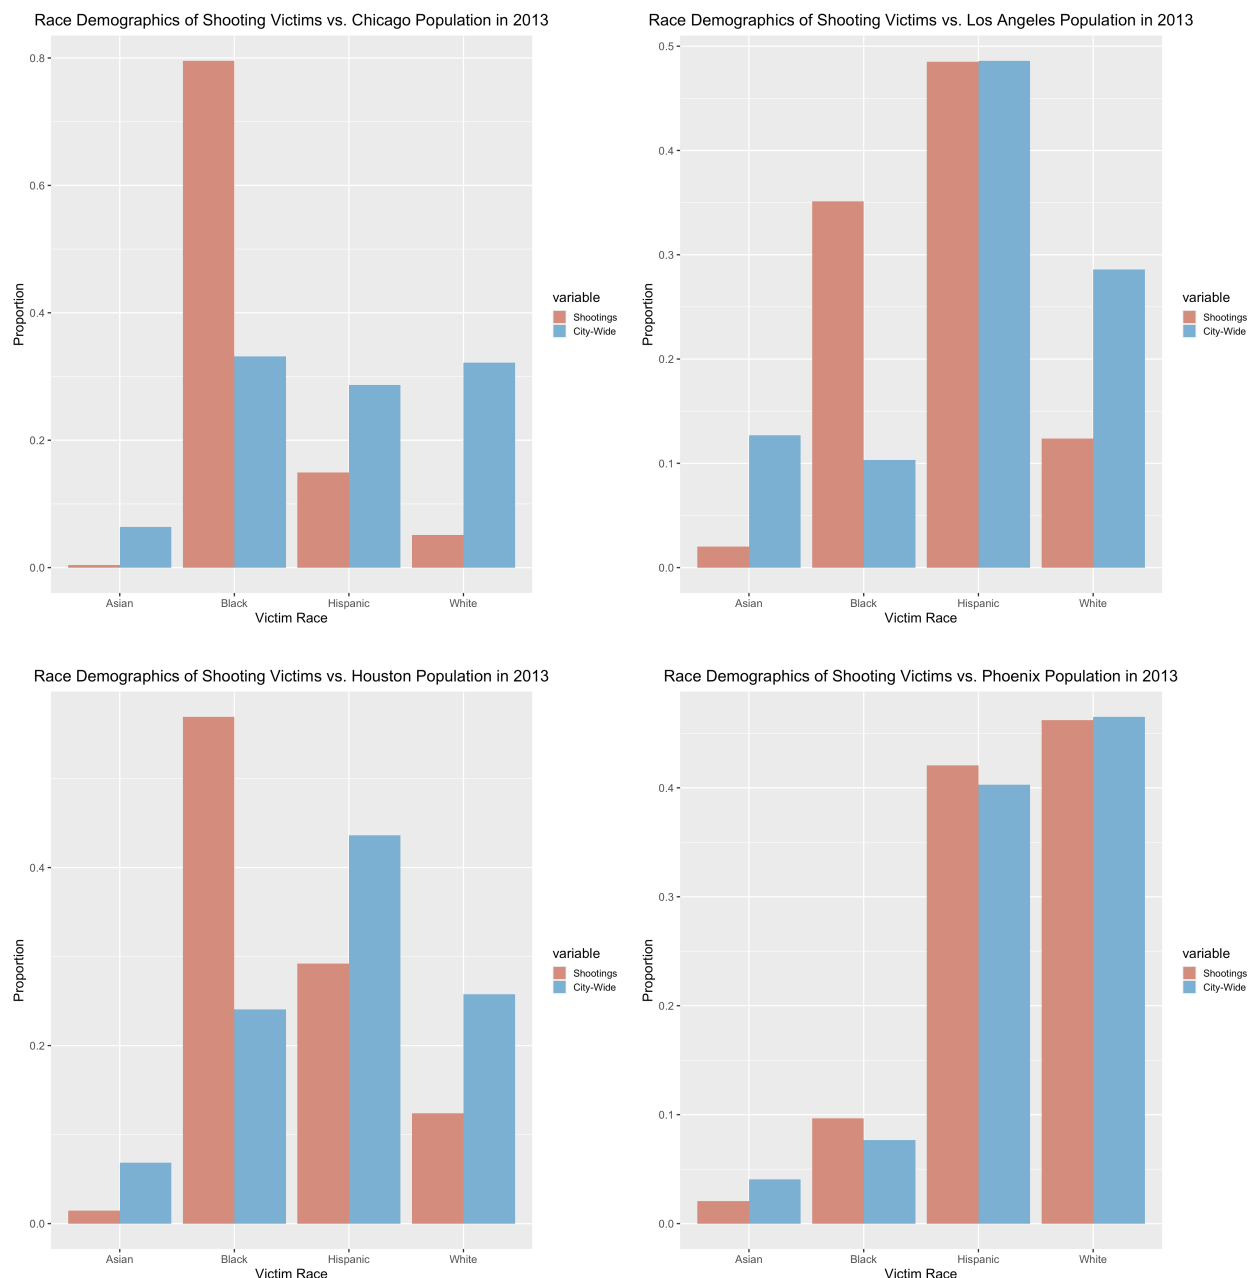 Race Demographics of Shooting Victims vs. Chicago Population in 2013
0.8
0.6
0.4
0.2
0.0
Proportion
Asian Black Hispanic White
Victim Race
variable
Shootings
City-Wide
Race Demographics of Shooting Victims vs. Los Angeles Population in 2013
0.5
0.4
0.3
0.2
0.1
0.0
Proportion
Asian Black Hispanic White
Victim Race
variable
Shootings
City-Wide
Race Demographics of Shooting Victims vs. Houston Population in 2013
0.4
0.2
0.0
Proportion
Asian Black Hispanic White
Victim Race
variable
Shootings
City-Wide
Race Demographics of Shooting Victims vs. Phoenix Population in 2013
0.4
0.3
0.2
0.1
0.0
Proportion
Asian Black Hispanic White
Victim Race
variable
Shootings
City-Wide